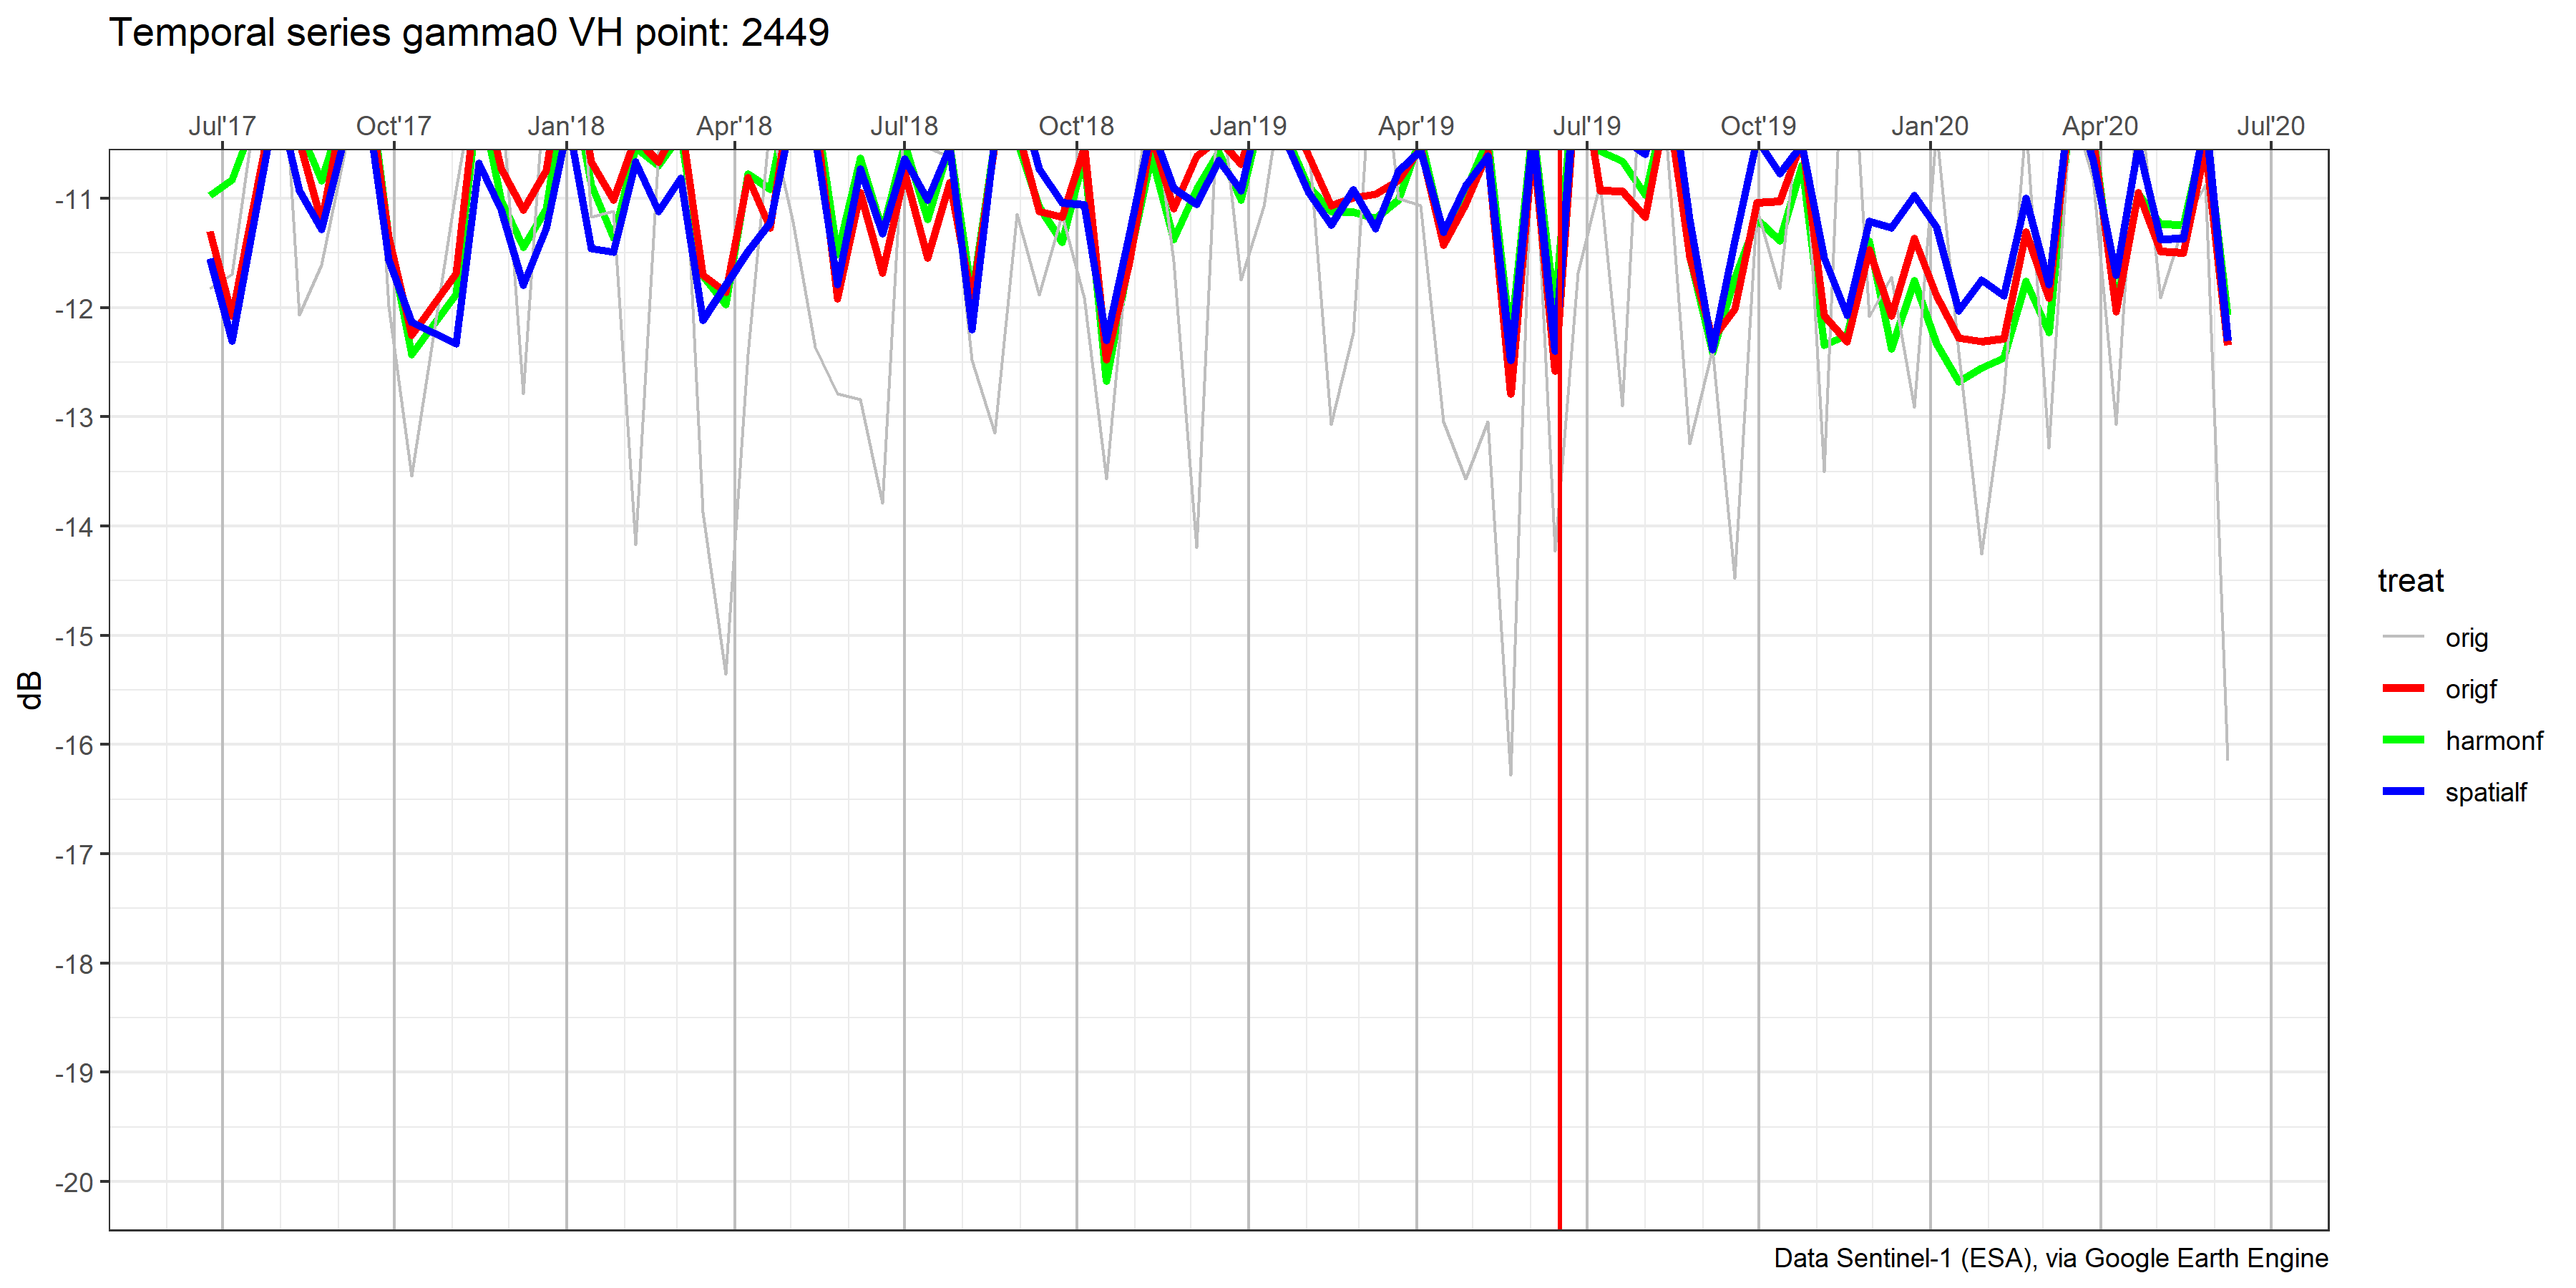 Temporal series gamma0 VH point: 2449
Jul'17 Oct'17 Jan'18 Apr'18 Jul'18 Oct'18 Jan'19 Apr'19 Jul'19 Oct'19 Jan'20 Apr'20 Jul'20
-11
-12
-13
-14
-15
-16
-17
-18
-19
-20
dB
treat
orig
origf
harmonf
spatialf
Data Sentinel-1 (ESA), via Google Earth Engine